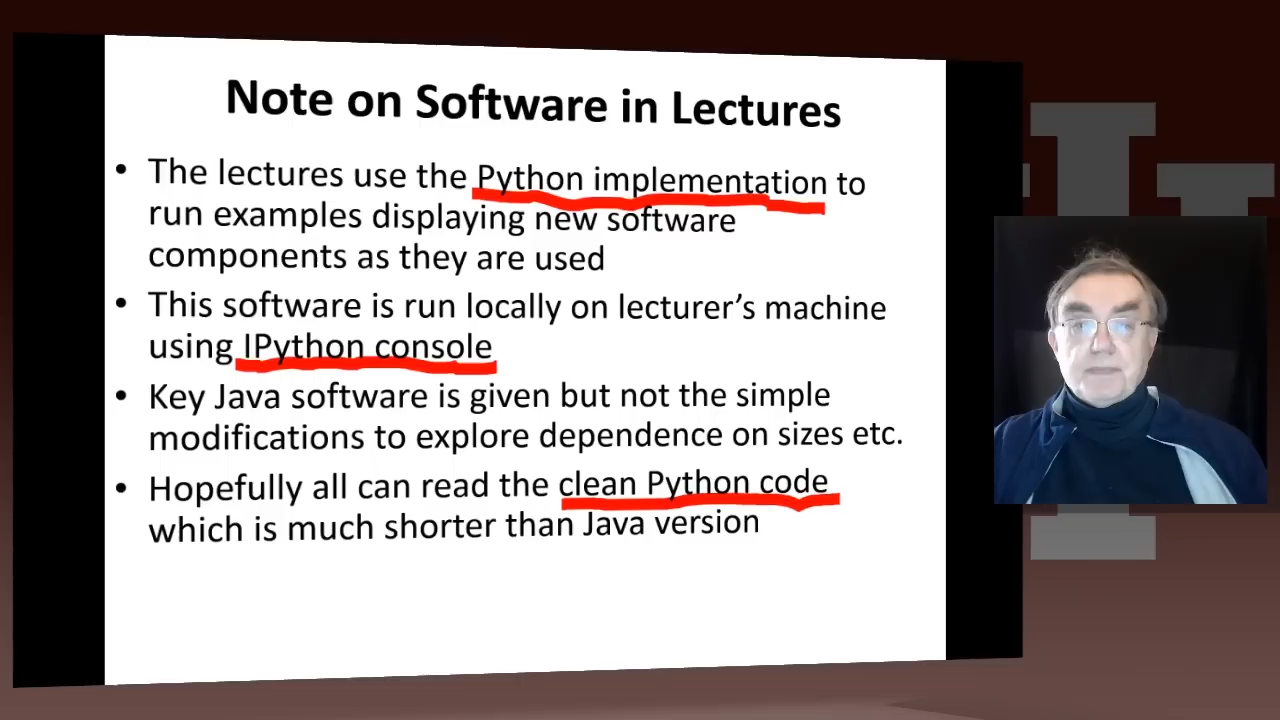 Note on Software in Lectures
• The lectures use the Python implementation to
run examples displaying new software
components as they are used
• This software is run locally on lecturer's machine
using IPython console
• Key Java software is given but not the simple
modifications to explore dependence on sizes etc.
• Hopefully all can read the clean Python code
which is much shorter than Java version